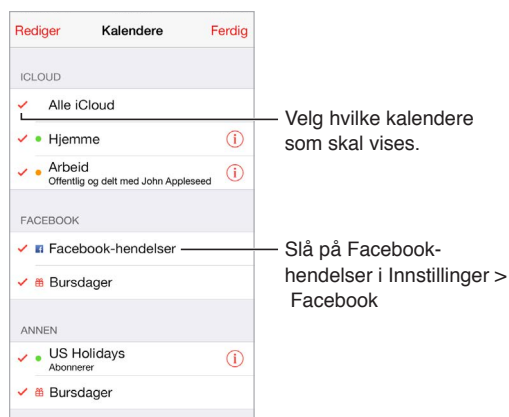 Rediger Kalendere Ferdig
ICLOUD
Alle iCloud
Hjemme
Arbeid
Offentlig og delt med John Appleseed
FACEBOOK
Facebook-hendelser
Bursdager
ANNEN
US Holidays
Abonnerer
Bursdager
Velg hvilke kalendere
som skal vises.
Slå på Facebook-
hendelser i Innstillinger >
Facebook